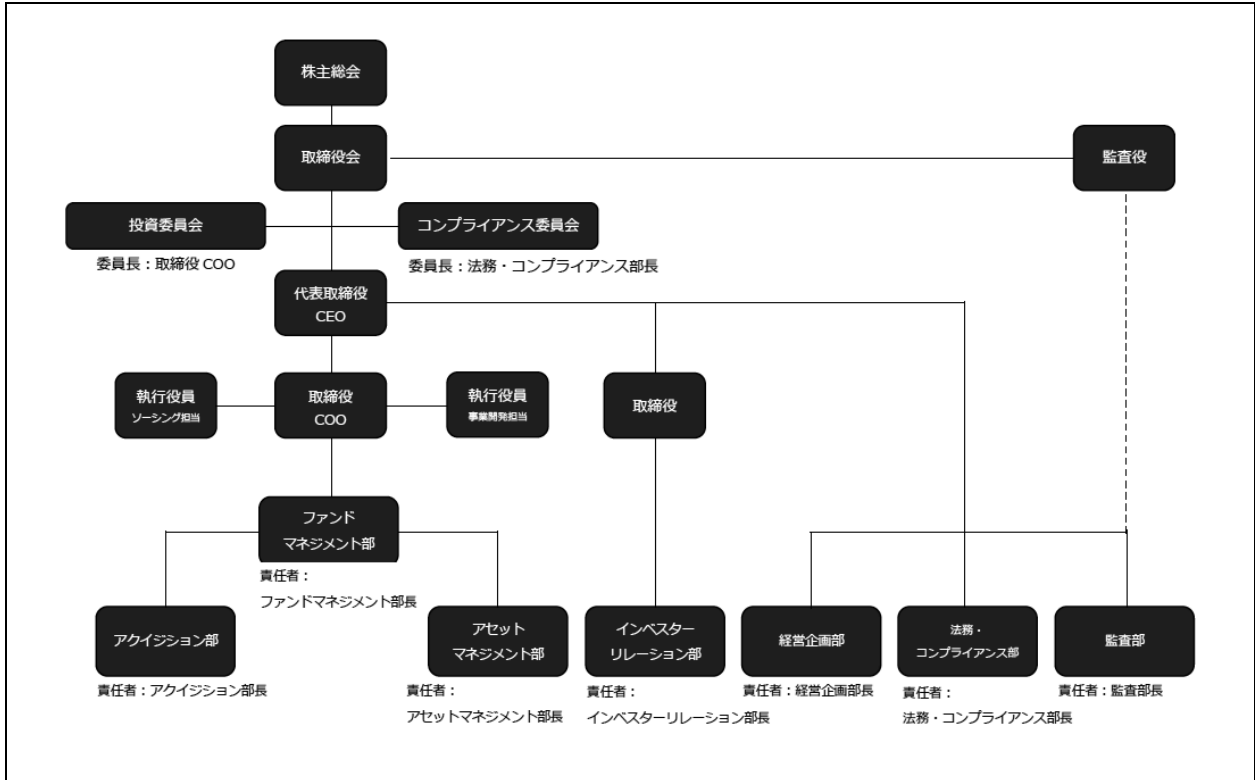 株主総会
取締役会
監査役
投資委員会
コンプライアンス委員会
委員長：取締役 COO
委員長：法務・コンプライアンス部長
代表取締役
CEO
執行役員
ソーシング担当
取締役
COO
執行役員
事業開発担当
取締役
ファンド
マネジメント部
責任者：
ファンドマネジメント部長
アクイジション部
責任者：アクイジション部長
アセット
マネジメント部
責任者：
アセットマネジメント部長
インベスター
リレーション部
責任者：
インベスターリレーション部長
経営企画部
責任者：経営企画部長
法務・
コンプライアンス部
責任者：
法務・コンプライアンス部長
監査部
責任者：監査部長